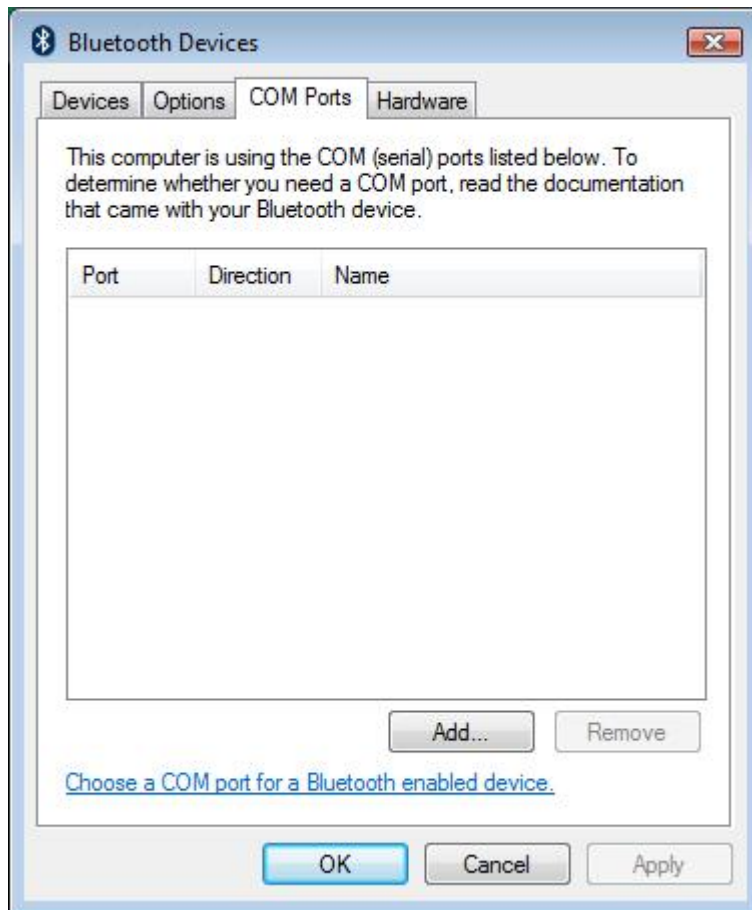 Bluetooth Devices
Devices Options COM Ports Hardware
This computer is using the COM (serial) ports listed below. To
determine whether you need a COM port, read the documentation
that came with your Bluetooth device.
Port Direction Name
Add... Remove
Choose a COM port for a Bluetooth enabled device.
OK Cancel Apply